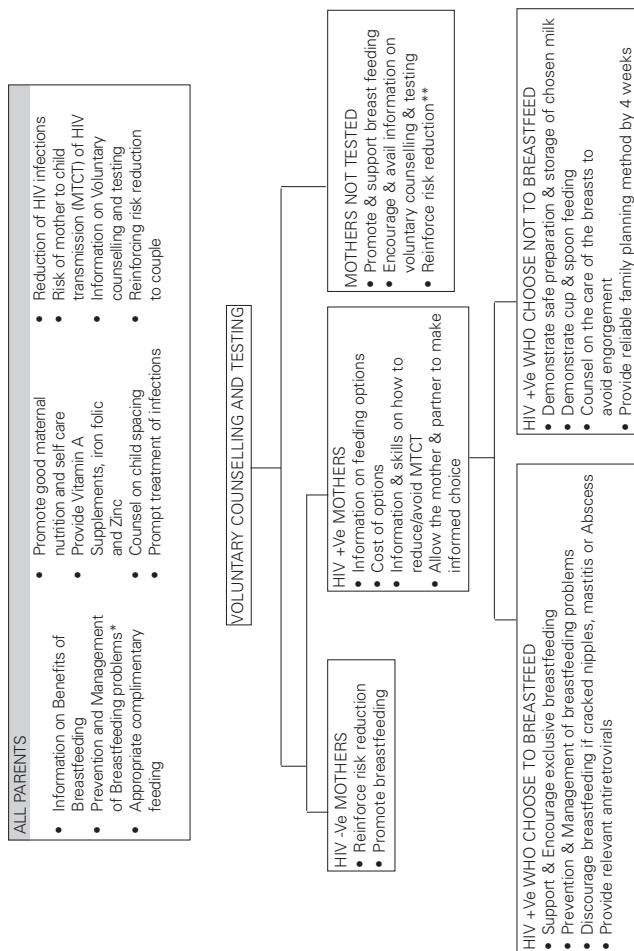 ALL PARENTS
• Information on Benefits of
Breastfeeding
• Prevention and Management
of Breastfeeding problems*
• Appropriate complimentary
feeding
• Promote good maternal
nutrition and self care
• Provide Vitamin A
Supplements, iron folic
and Zinc
• Counsel on child spacing
• Prompt treatment of infections
• Reduction of HIV infections
• Risk of mother to child
transmission (MTCT) of HIV
• Information on Voluntary
counselling and testing
• Reinforcing risk reduction
to couple
VOLUNTARY COUNSELLING AND TESTING
HIV -Ve MOTHERS
• Reinforce risk reduction
• Promote breastfeeding
HIV +Ve MOTHERS
• Information on feeding options
• Cost of options
• Information & skills on how to
reduce/avoid MTCT
• Allow the mother & partner to make
informed choice
MOTHERS NOT TESTED
• Promote & support breast feeding
• Encourage & avail information on
voluntary counselling & testing
• Reinforce risk reduction**
HIV +Ve WHO CHOOSE TO BREASTFEED
• Support & Encourage exclusive breastfeeding
• Prevention & Management of breastfeeding problems
• Discourage breastfeeding if cracked nipples, mastitis or Abscess
• Provide relevant antiretrovirals
HIV +Ve WHO CHOOSE NOT TO BREASTFEED
• Demonstrate safe preparation & storage of chosen milk
• Demonstrate cup & spoon feeding
• Counsel on the care of the breasts to
avoid engorgement
• Provide reliable family planning method by 4 weeks